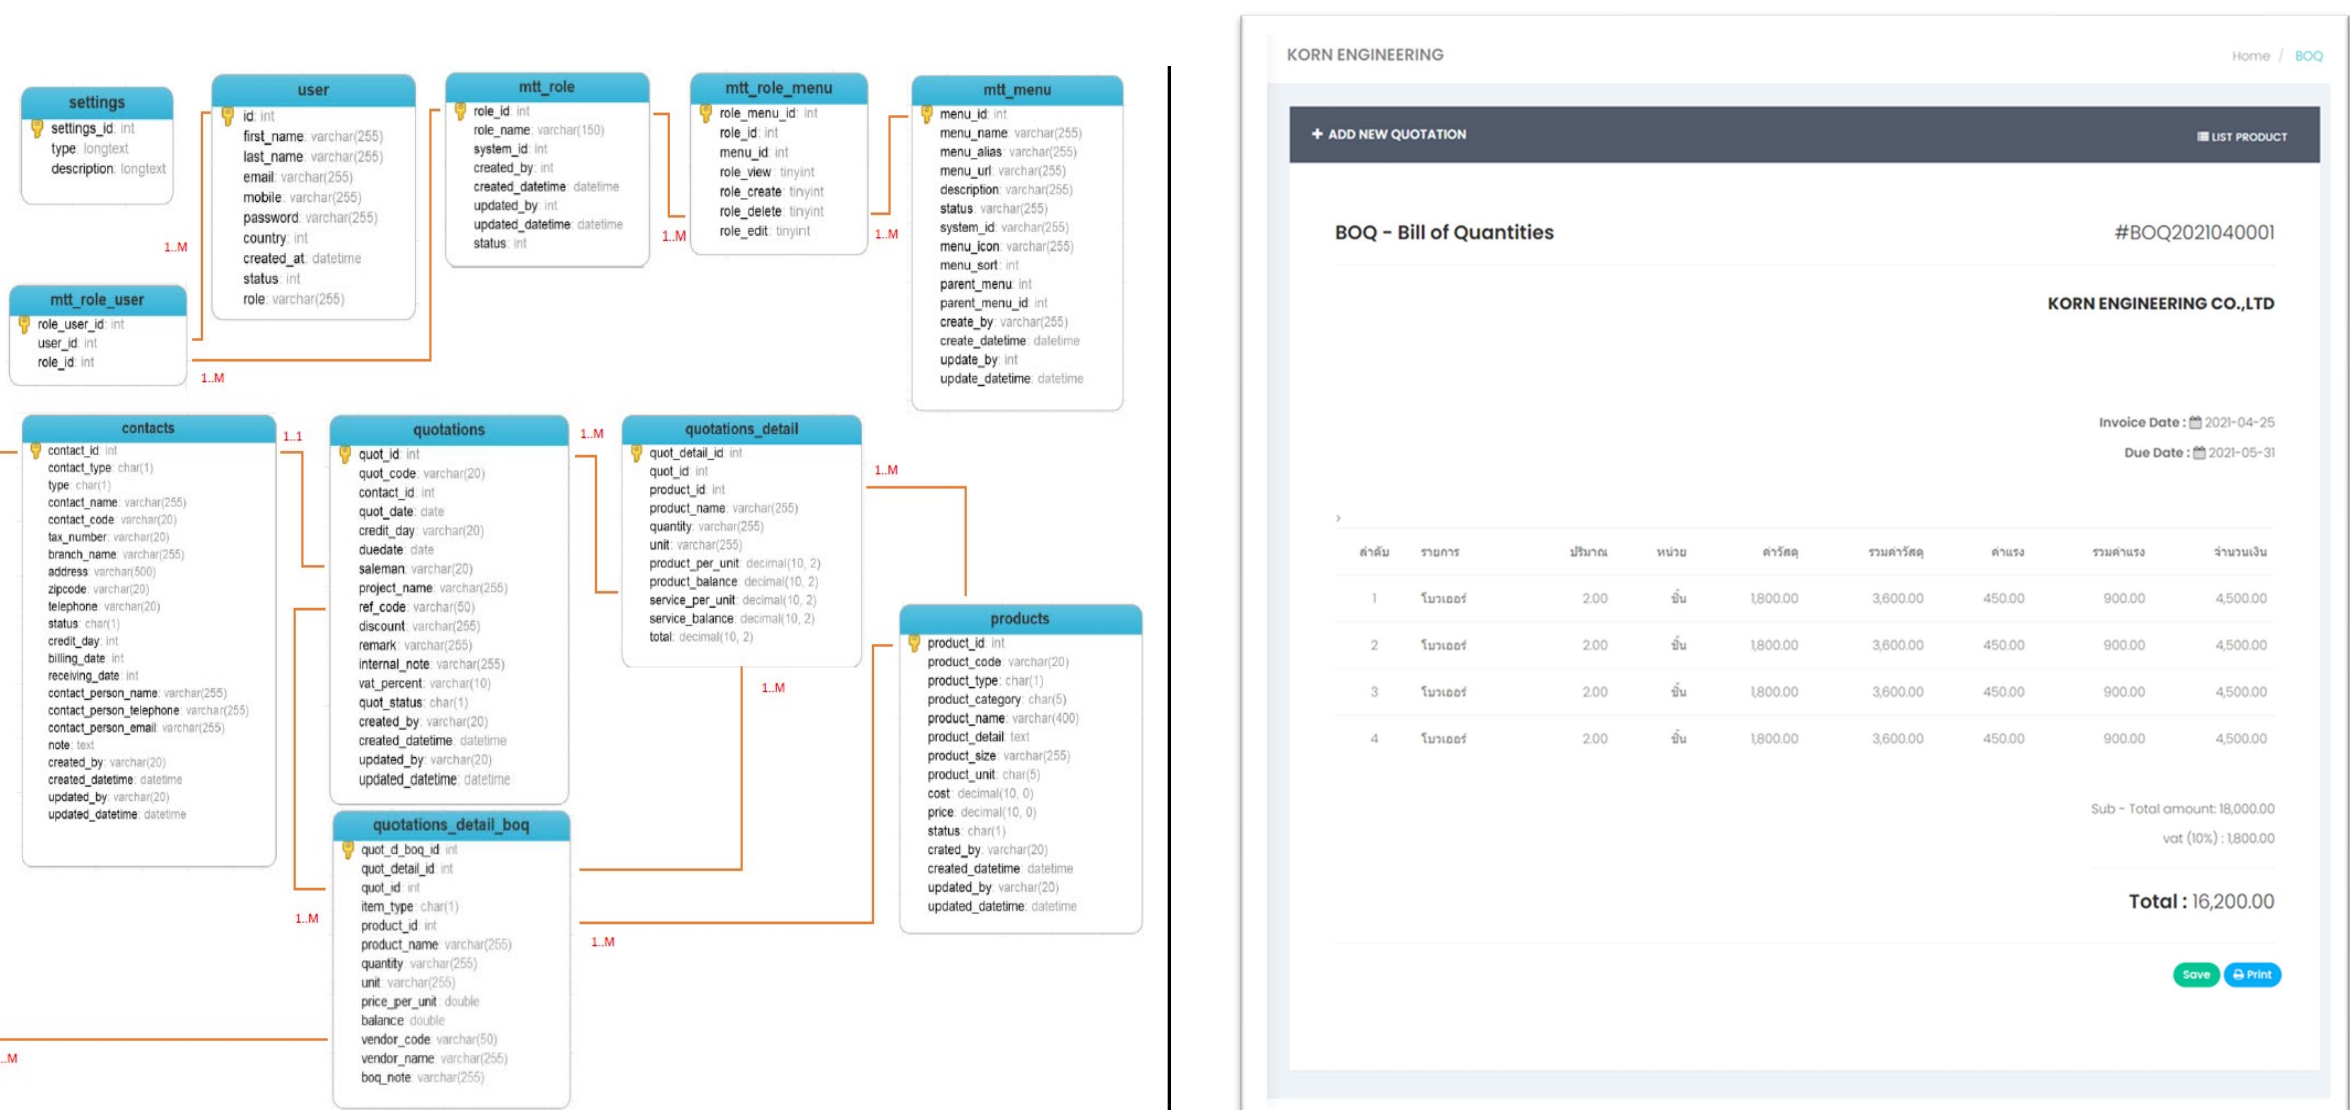 settings
settings_id: int
type: longtext
description: longtext
user
id: int
first_name: varchar(255)
last_name: varchar(255)
email: varchar(255)
mobile: varchar(255)
password: varchar(255)
country: int
created_at: datetime
status: int
role: varchar(255)
mtt_role
role_id: int
role_name: varchar(150)
system_id: int
created_by: int
created_datetime: datetime
updated_by: int
updated_datetime: datetime
status: int
mtt_role_menu
role_menu_id: int
role_id: int
menu_id: int
role_view: tinyint
role_create: tinyint
role_delete: tinyint
role_edit: tinyint
mtt_menu
menu_id: int
menu_name: varchar(255)
menu_alias: varchar(255)
menu_url: varchar(255)
description: varchar(255)
status: varchar(255)
system_id: varchar(255)
menu_icon: varchar(255)
menu_sort: int
parent_menu: int
parent_menu_id: int
create_by: varchar(255)
create_datetime: datetime
update_by: int
update_datetime: datetime
1..M
1..M
1..M
mtt_role_user
role_user_id: int
user_id: int
role_id: int
1..M
contacts
contact_id: int
contact_type: char(1)
type: char(1)
contact_name: varchar(255)
contact_code: varchar(20)
tax_number: varchar(20)
branch_name: varchar(255)
address: varchar(500)
zipcode: varchar(20)
telephone: varchar(20)
status: char(1)
credit_day: int
billing_date: int
receiving_date: int
contact_person_name: varchar(255)
contact_person_telephone: varchar(255)
contact_person_email: varchar(255)
note: text
created_by: varchar(20)
created_datetime: datetime
updated_by: varchar(20)
updated_datetime: datetime
1..1
quotations
quot_id: int
quot_code: varchar(20)
contact_id: int
quot_date: date
credit_day: varchar(20)
duedate: date
saleman: varchar(20)
project_name: varchar(255)
ref_code: varchar(50)
discount: varchar(255)
remark: varchar(255)
internal_note: varchar(255)
vat_percent: varchar(10)
quot_status: char(1)
created_by: varchar(20)
created_datetime: datetime
updated_by: varchar(20)
updated_datetime: datetime
1..M
quotations_detail
quot_detail_id: int
quot_id: int
product_id: int
product_name: varchar(255)
quantity: varchar(255)
unit: varchar(255)
product_per_unit: decimal(10, 2)
product_balance: decimal(10, 2)
service_per_unit: decimal(10, 2)
service_balance: decimal(10, 2)
total: decimal(10, 2)
1..M
1..M
products
product_id: int
product_code: varchar(20)
product_type: char(1)
product_category: char(5)
product_name: varchar(400)
product_detail: text
product_size: varchar(255)
product_unit: char(5)
cost: decimal(10, 0)
price: decimal(10, 0)
status: char(1)
crated_by: varchar(20)
created_datetime: datetime
updated_by: varchar(20)
updated_datetime: datetime
quotations_detail_boq
quot_d_boq_id: int
quot_detail_id: int
quot_id: int
item_type: char(1)
product_id: int
product_name: varchar(255)
quantity: varchar(255)
unit: varchar(255)
price_per_unit: double
balance: double
vendor_code: varchar(50)
vendor_name: varchar(255)
boq_note: varchar(255)
1..M
1..M
..M
KORN ENGINEERING
Home / BOQ
+ ADD NEW QUOTATION
LIST PRODUCT
BOQ - Bill of Quantities
#BOQ2021040001
KORN ENGINEERING CO.,LTD
Invoice Date : 2021-04-25
Due Date : 2021-05-31
>
ลำดับ รายการ ปริมาณ หน่วย ค่าวัสดุ รวมค่าวัสดุ ค่าแรง รวมค่าแรง จำนวนเงิน
1 โบวเออร์ 2.00 ชิ้น 1,800.00 3,600.00 450.00 900.00 4,500.00
2 โบวเออร์ 2.00 ชิ้น 1,800.00 3,600.00 450.00 900.00 4,500.00
3 โบวเออร์ 2.00 ชิ้น 1,800.00 3,600.00 450.00 900.00 4,500.00
4 โบวเออร์ 2.00 ชิ้น 1,800.00 3,600.00 450.00 900.00 4,500.00
Sub - Total amount: 18,000.00
vat (10%) : 1,800.00
Total : 16,200.00
Save
Print